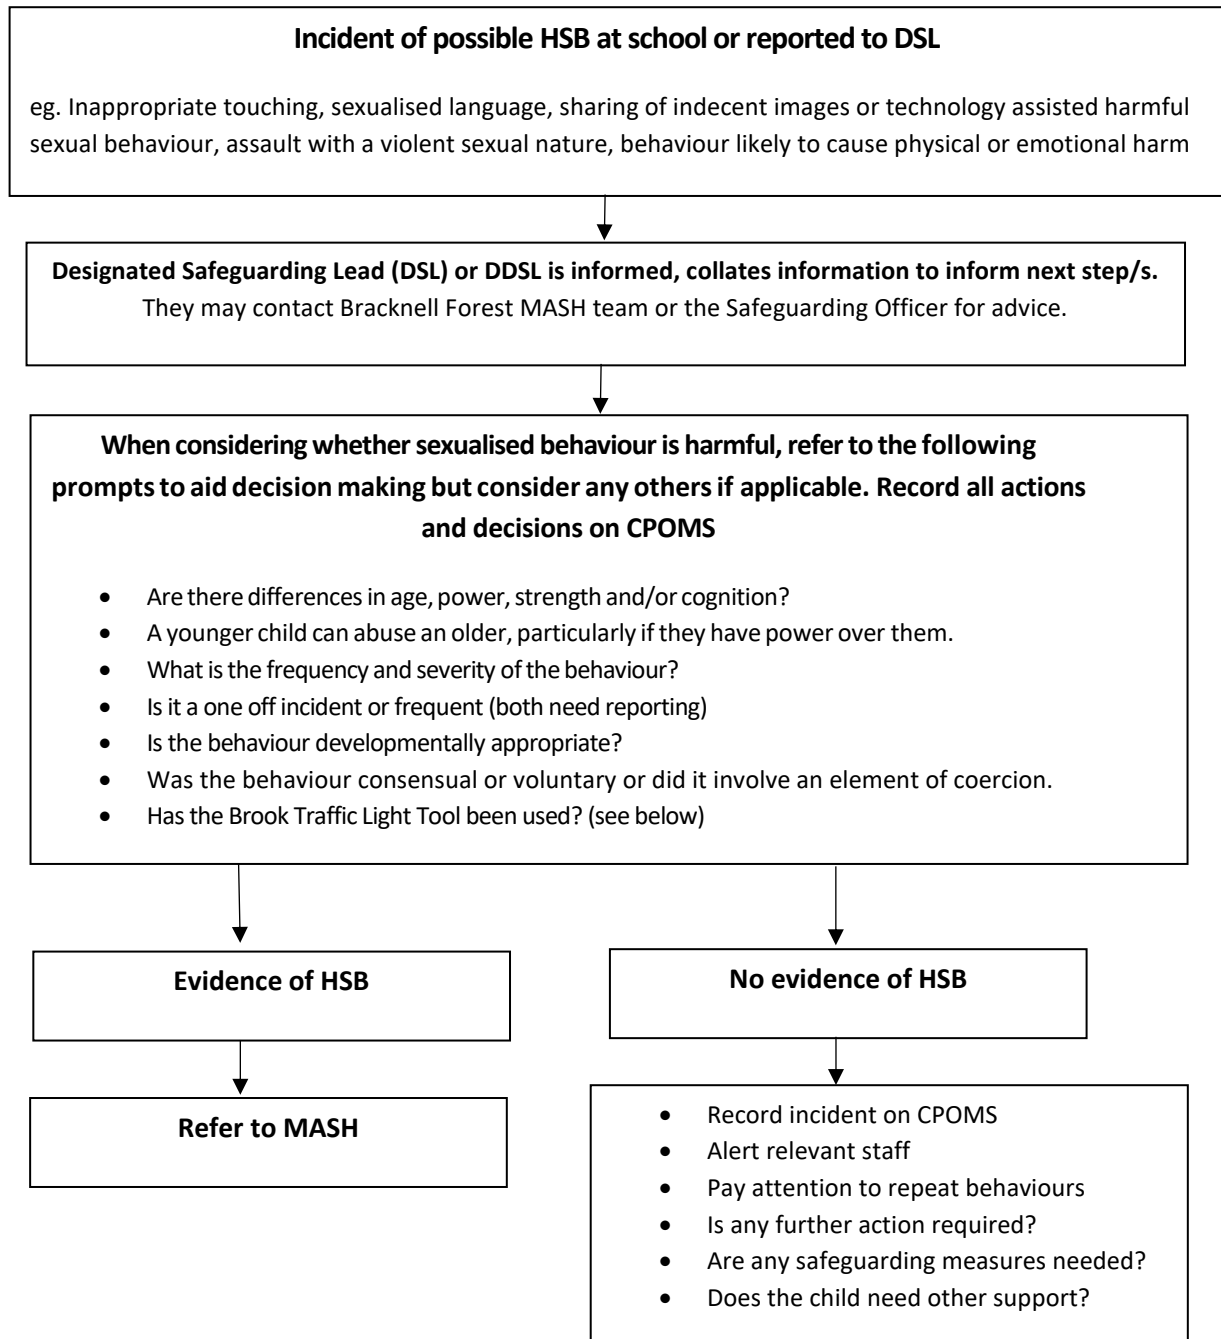 Incident of possible HSB at school or reported to DSL
eg. Inappropriate touching, sexualised language, sharing of indecent images or technology assisted harmful
sexual behaviour, assault with a violent sexual nature, behaviour likely to cause physical or emotional harm
Designated Safeguarding Lead (DSL) or DDSL is informed, collates information to inform next step/s.
They may contact Bracknell Forest MASH team or the Safeguarding Officer for advice.
When considering whether sexualised behaviour is harmful, refer to the following
prompts to aid decision making but consider any others if applicable. Record all actions
and decisions on CPOMS
• Are there differences in age, power, strength and/or cognition?
• A younger child can abuse an older, particularly if they have power over them.
• What is the frequency and severity of the behaviour?
• Is it a one off incident or frequent (both need reporting)
• Is the behaviour developmentally appropriate?
• Was the behaviour consensual or voluntary or did it involve an element of coercion.
• Has the Brook Traffic Light Tool been used? (see below)
Evidence of HSB
No evidence of HSB
Refer to MASH
• Record incident on CPOMS
• Alert relevant staff
• Pay attention to repeat behaviours
• Is any further action required?
• Are any safeguarding measures needed?
• Does the child need other support?